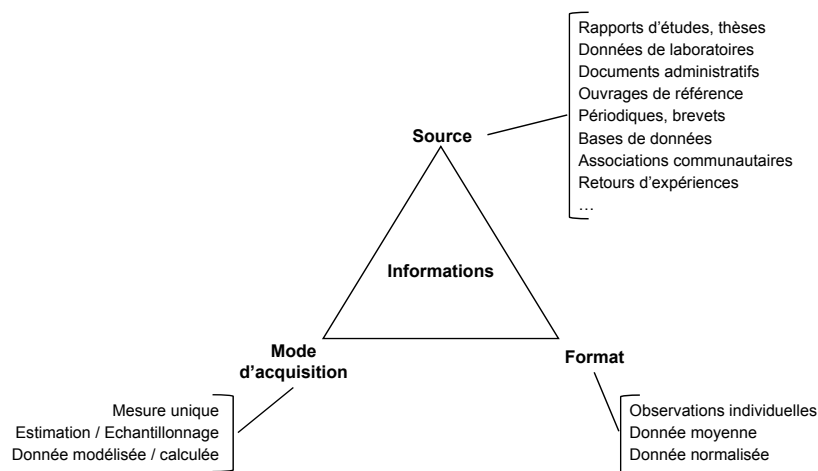 Rapports d’études, thèses
Données de laboratoires
Documents administratifs
Ouvrages de référence
Périodiques, brevets
Bases de données
Associations communautaires
Retours d’expériences
…
Source
Informations
Mode
d’acquisition
Format
Mesure unique
Estimation / Echantillonnage
Donnée modélisée / calculée
Observations individuelles
Donnée moyenne
Donnée normalisée